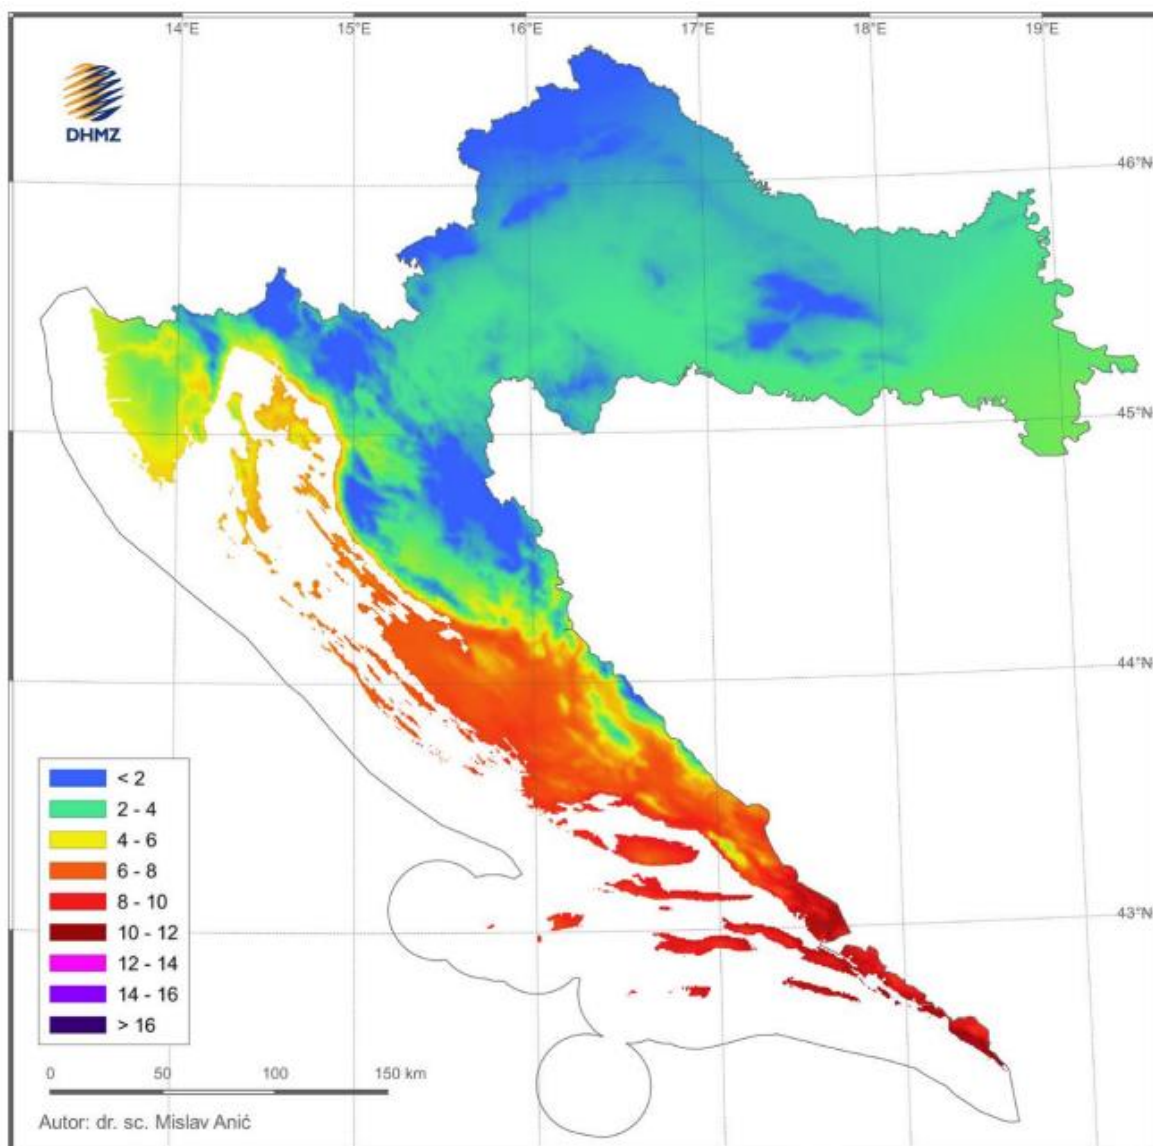 14°E 15°E 16°E 17°E 18°E 19°E
DHMZ
46°N
45°N
44°N
43°N
< 2
2 - 4
4 - 6
6 - 8
8 - 10
10 - 12
12 - 14
14 - 16
> 16
0 50 100 150 km
Autor: dr. sc. Mislav Anić